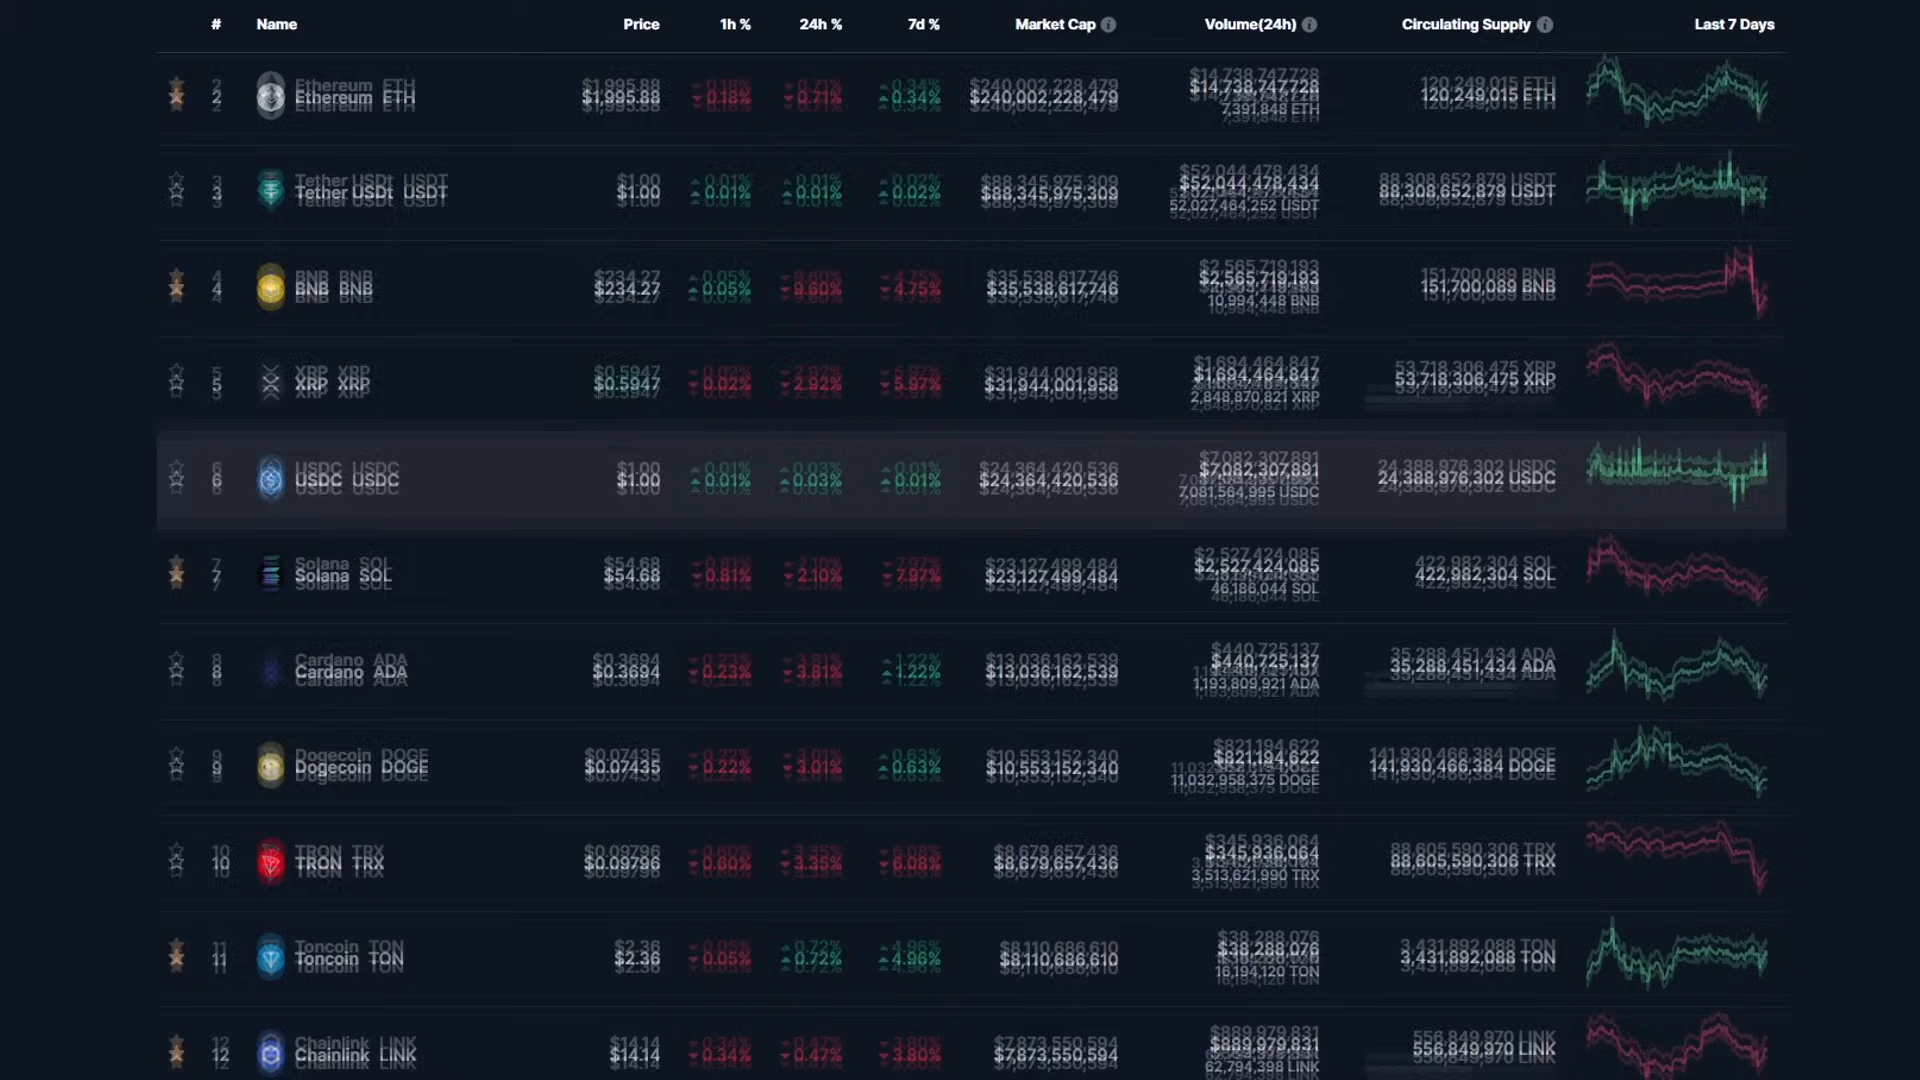 # Name Price 1h % 24h % 7d % Market Cap Volume(24h) Circulating Supply Last 7 Days
2 Ethereum ETH $1,995.88 0.18% 0.71% 0.34% $240,002,228,479 $14,738,747,728 120,249,015 ETH
7,391,848 ETH
3 Tether USDt USDT $1.00 0.01% 0.01% 0.02% $88,345,975,309 $52,044,478,434 88,308,652,879 USDT
52,027,464,252 USDT
4 BNB BNB $234.27 0.05% 9.60% 4.75% $35,538,617,746 $2,565,719,193 151,700,089 BNB
10,994,448 BNB
5 XRP XRP $0.5947 0.02% 2.92% 5.97% $31,944,001,958 $1,694,464,847 53,718,306,475 XRP
2,848,870,821 XRP
6 USDC USDC $1.00 0.01% 0.03% 0.01% $24,364,420,536 $7,082,307,891 24,388,976,302 USDC
7,081,564,995 USDC
7 Solana SOL $54.68 0.81% 2.10% 7.97% $23,127,499,484 $2,527,424,085 422,982,304 SOL
46,186,044 SOL
8 Cardano ADA $0.3694 0.23% 3.81% 1.22% $13,036,162,539 $440,725,137 35,288,451,434 ADA
1,193,809,921 ADA
9 Dogecoin DOGE $0.07435 0.22% 3.01% 0.63% $10,553,152,340 $821,194,622 141,930,466,384 DOGE
11,032,958,375 DOGE
10 TRON TRX $0.09796 0.60% 3.35% 6.08% $8,679,657,436 $345,936,064 88,605,590,306 TRX
3,513,621,990 TRX
11 Toncoin TON $2.36 0.05% 0.72% 4.96% $8,110,686,610 $38,288,076 3,431,892,088 TON
16,194,120 TON
12 Chainlink LINK $14.14 0.34% 0.47% 3.80% $7,873,550,594 $889,979,831 556,849,970 LINK
62,794,398 LINK